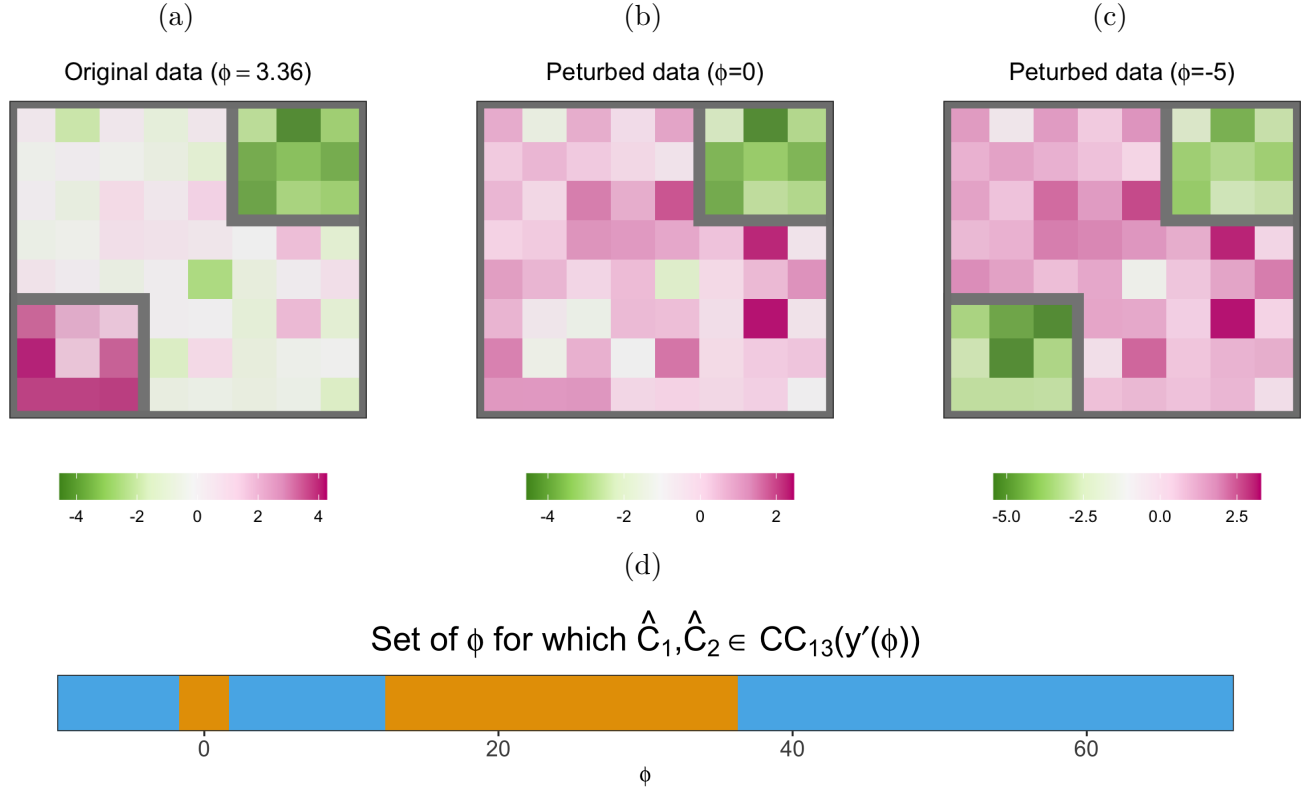 (a)
(b)
(c)
Original data (ϕ = 3.36)
Peturbed data (ϕ=0)
Peturbed data (ϕ=-5)
-4 -2 0 2 4
-4 -2 0 2
-5.0 -2.5 0.0 2.5
(d)
Set of ϕ for which Ĉ₁,Ĉ₂ ∈ CC₁₃(y′(ϕ))
0 20 40 60
ϕ